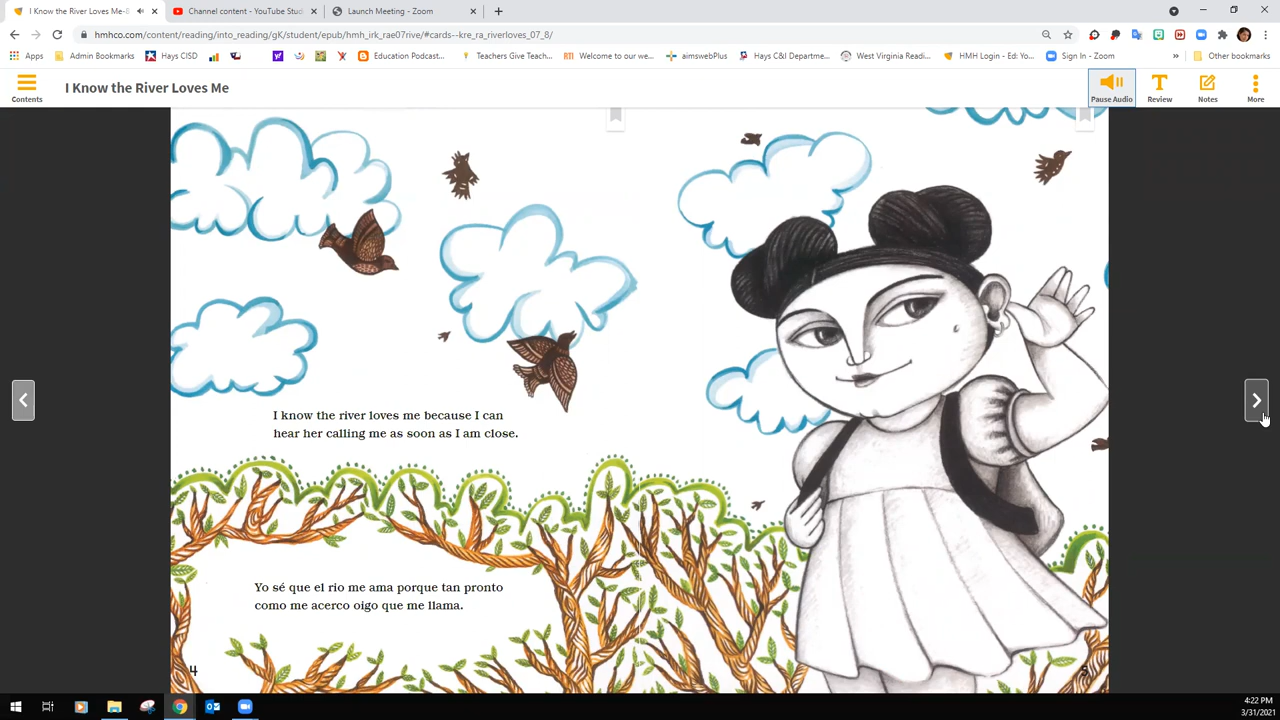 I Know the River Loves Me-8
Channel content - YouTube Stud
Launch Meeting - Zoom
hmhco.com/content/reading/into_reading/gK/student/epub/hmh_irk_rae07rive/#cards--kre_ra_riverloves_07_8/
Apps Admin Bookmarks Hays CISD Education Podcast... Teachers Give Teache... Welcome to our we... aimswebPlus Hays C&I Departme... West Virginia Readi... HMH Login - Ed: Yo... Sign In - Zoom » Other bookmarks
Contents
I Know the River Loves Me
Pause Audio
Review
Notes
More
I know the river loves me because I can
hear her calling me as soon as I am close.
Yo sé que el rio me ama porque tan pronto
como me acerco oigo que me llama.
4
4:22 PM
3/31/2021